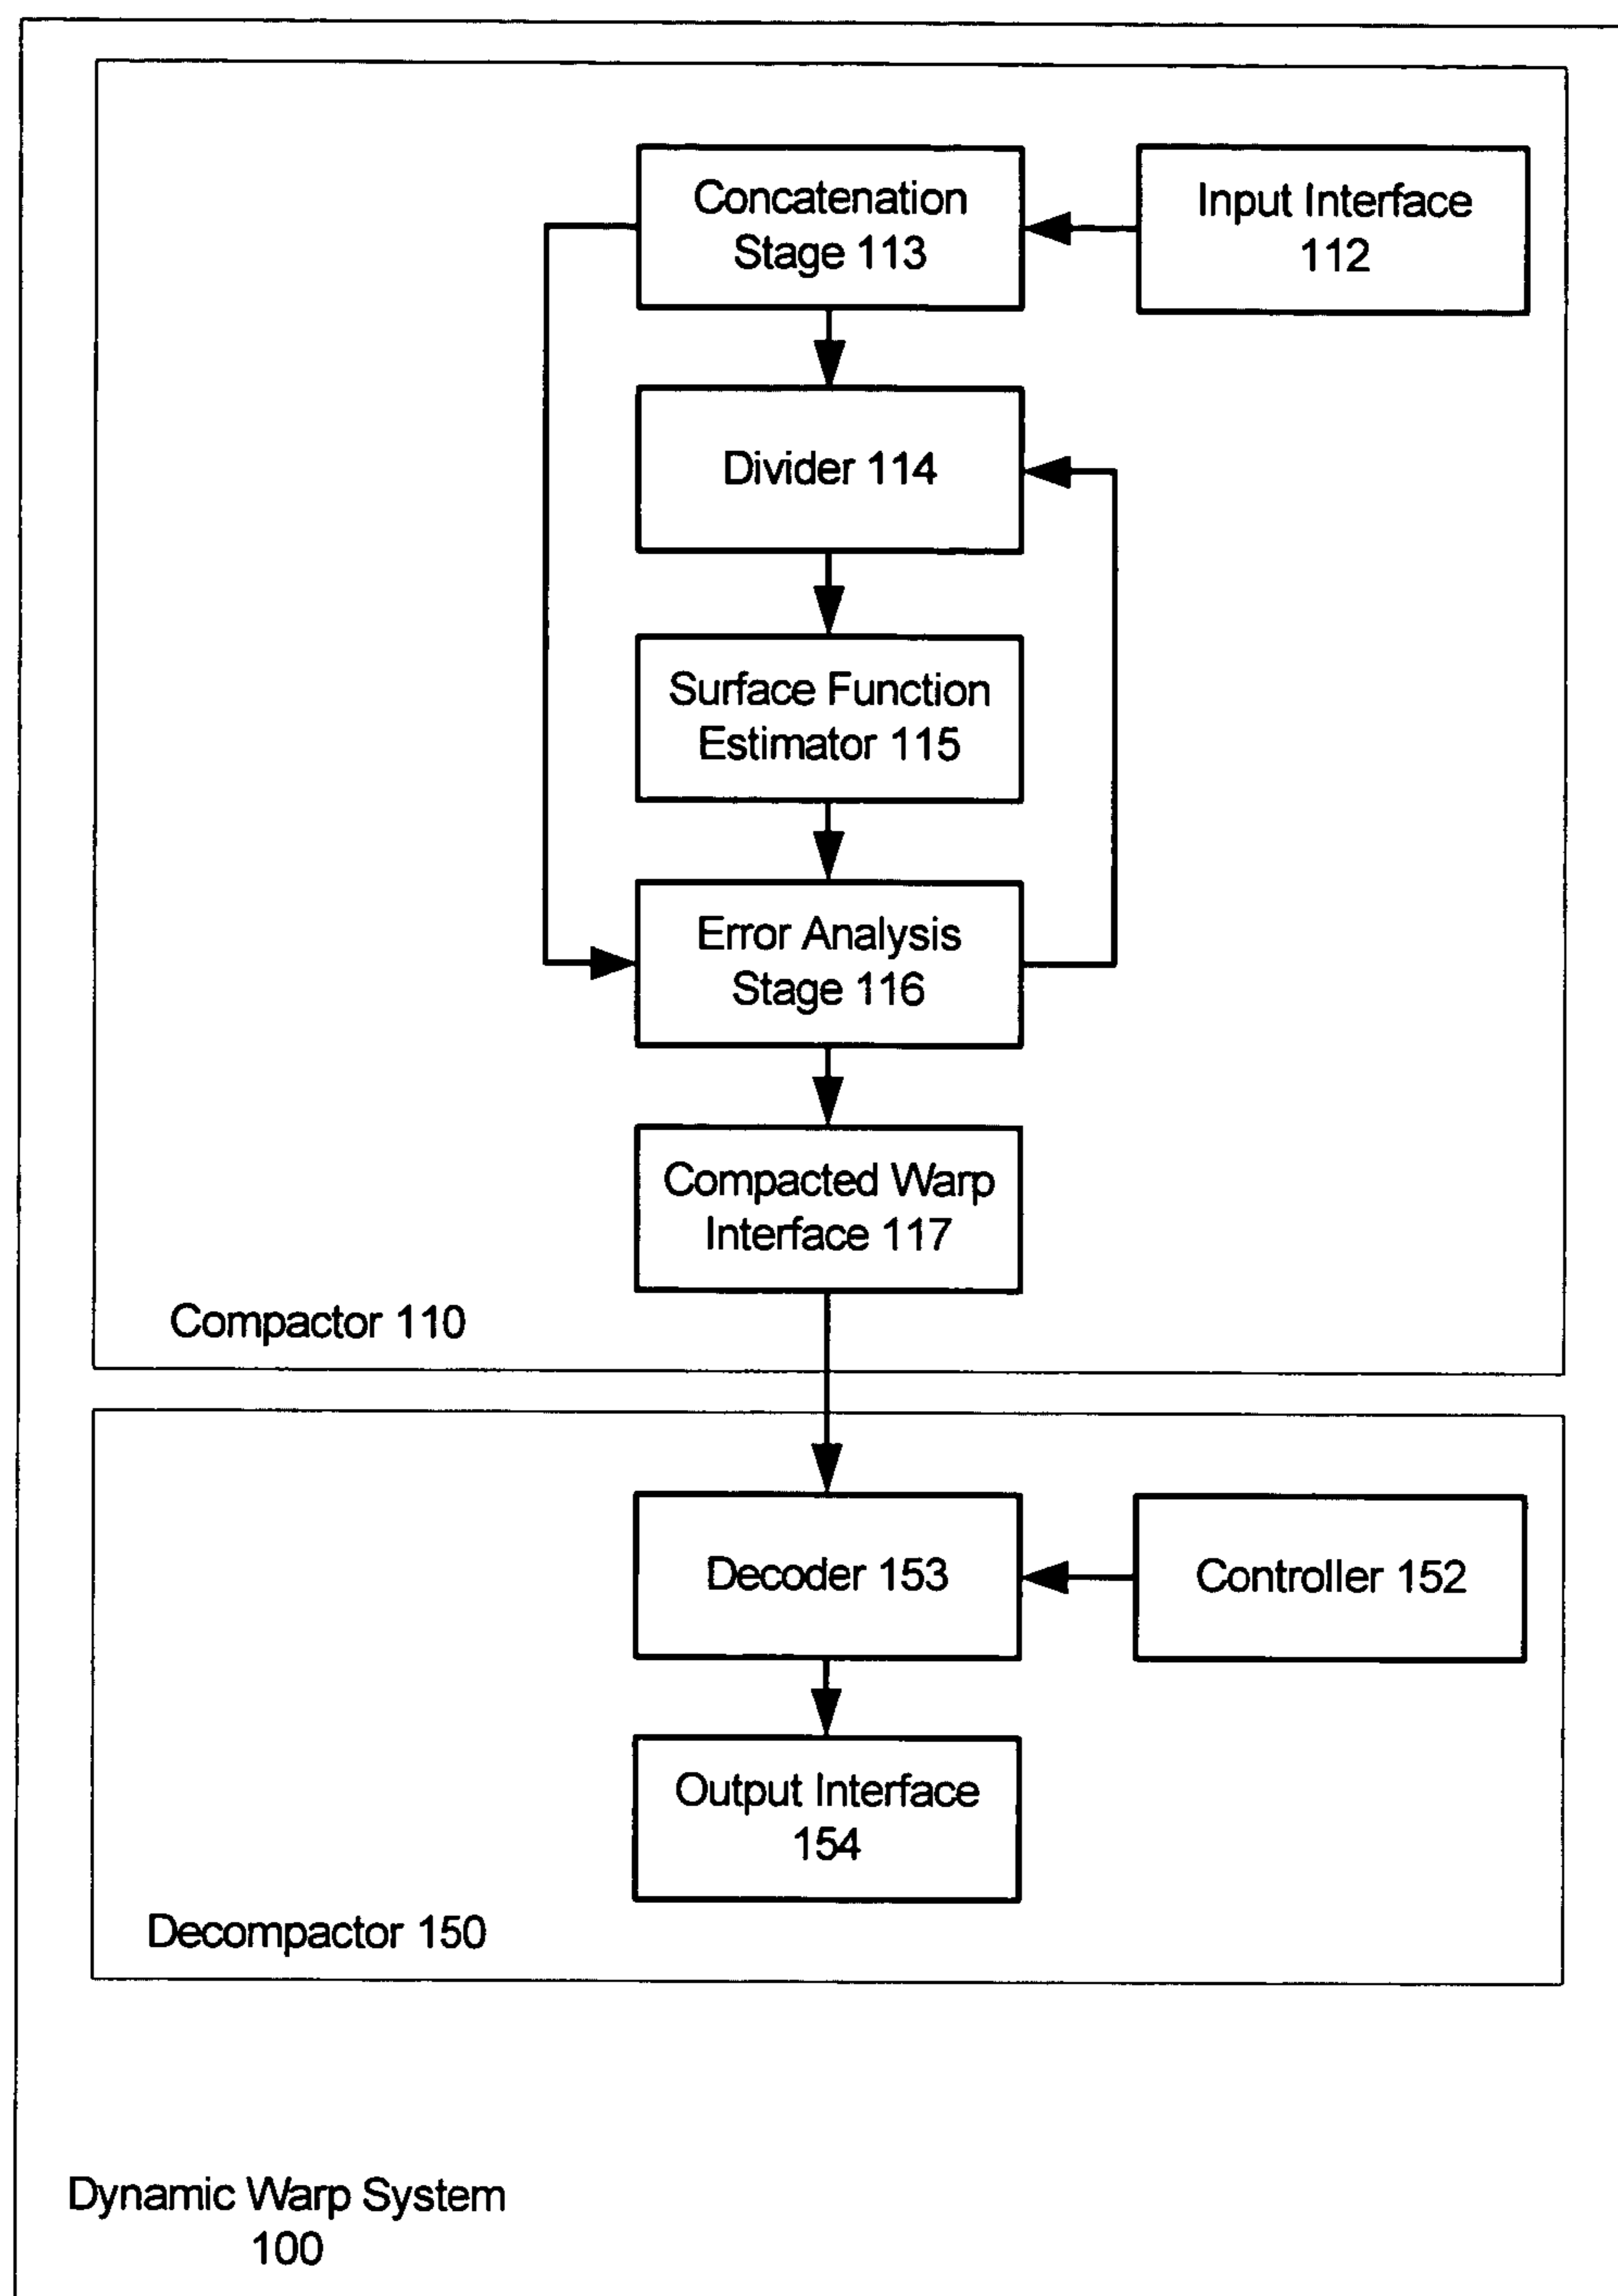 Concatenation
Stage 113
Input Interface
112
Divider 114
Surface Function
Estimator 115
Error Analysis
Stage 116
Compacted Warp
Interface 117
Compactor 110
Decoder 153
Controller 152
Output Interface
154
Decompactor 150
Dynamic Warp System
100